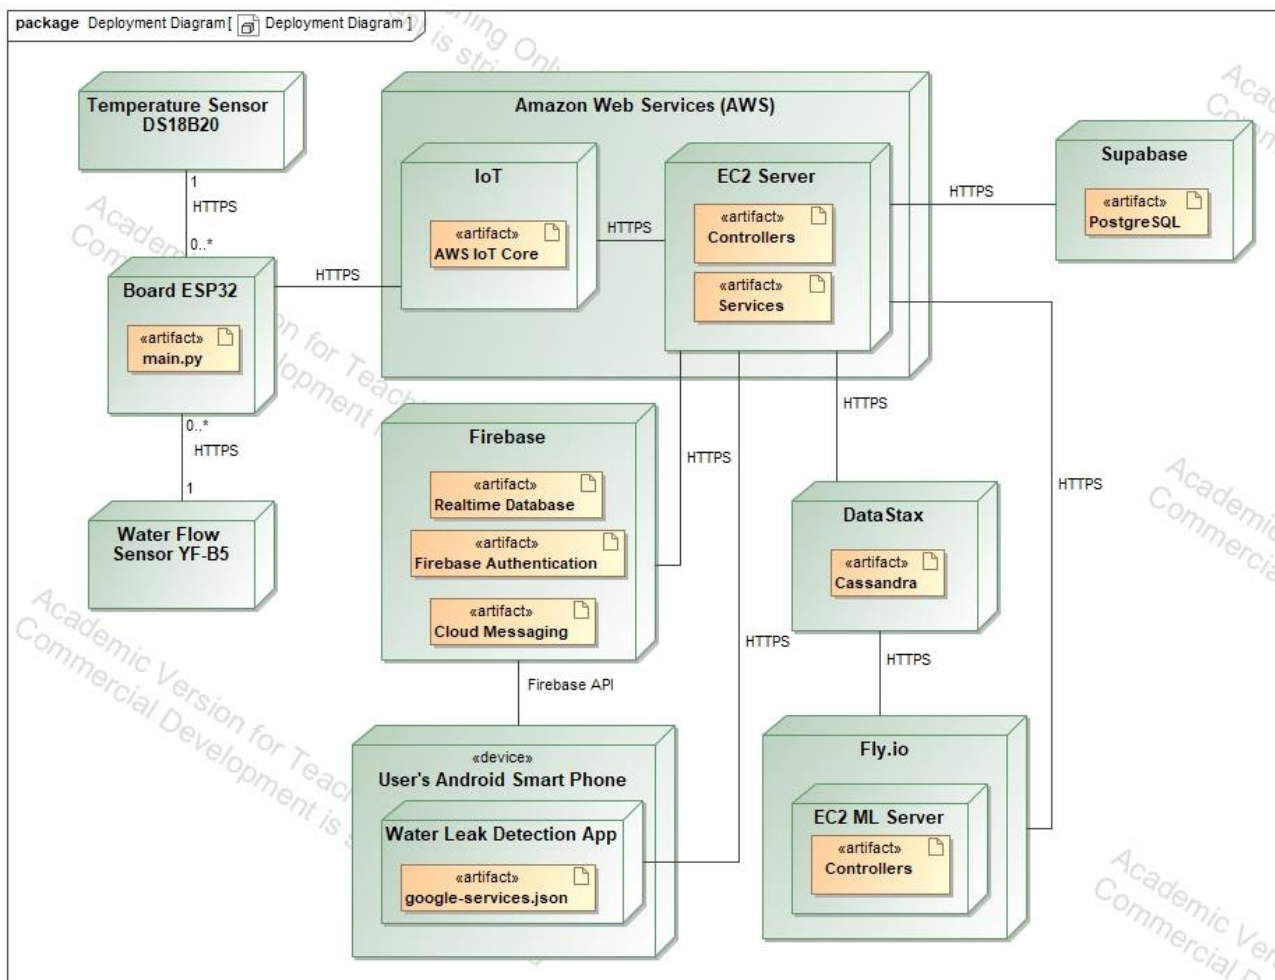 package Deployment Diagram [ Deployment Diagram ]
Temperature Sensor
DS18B20
1
HTTPS
0..*
Board ESP32
«artifact»
main.py
0..*
HTTPS
1
Water Flow
Sensor YF-B5
HTTPS
Amazon Web Services (AWS)
IoT
«artifact»
AWS IoT Core
HTTPS
EC2 Server
«artifact»
Controllers
«artifact»
Services
HTTPS
Supabase
«artifact»
PostgreSQL
Firebase
«artifact»
Realtime Database
«artifact»
Firebase Authentication
«artifact»
Cloud Messaging
HTTPS
HTTPS
HTTPS
HTTPS
DataStax
«artifact»
Cassandra
HTTPS
Firebase API
«device»
User's Android Smart Phone
Water Leak Detection App
«artifact»
google-services.json
Fly.io
EC2 ML Server
«artifact»
Controllers
Academic Version for Teaching Only
Commercial Development is strictly